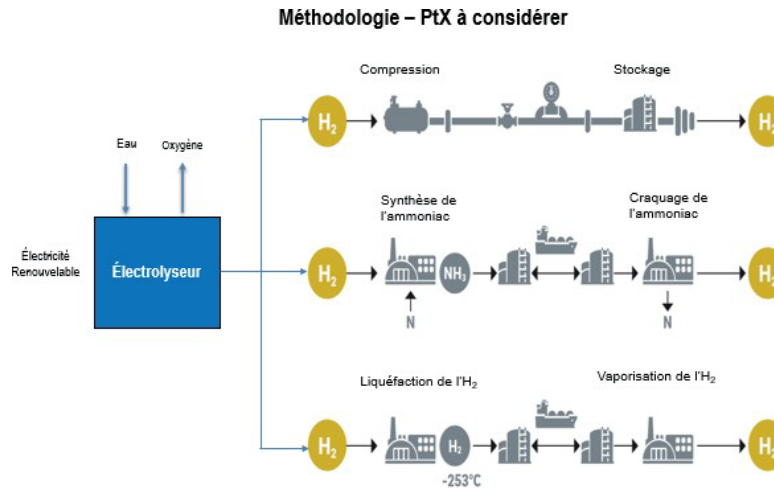 Méthodologie – PtX à considérer
Compression
Stockage
H₂
H₂
Eau
Oxygène
Synthèse de
l'ammoniac
Craquage de
l'ammoniac
Électricité
Renouvelable
Électrolyseur
H₂
NH₃
H₂
N
N
Liquéfaction de l'H₂
Vaporisation de l'H₂
H₂
H₂
H₂
-253°C